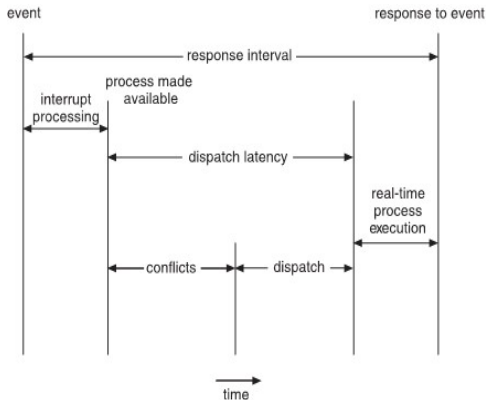 event
response to event
response interval
process made
available
interrupt
processing
dispatch latency
real-time
process
execution
conflicts
dispatch
time